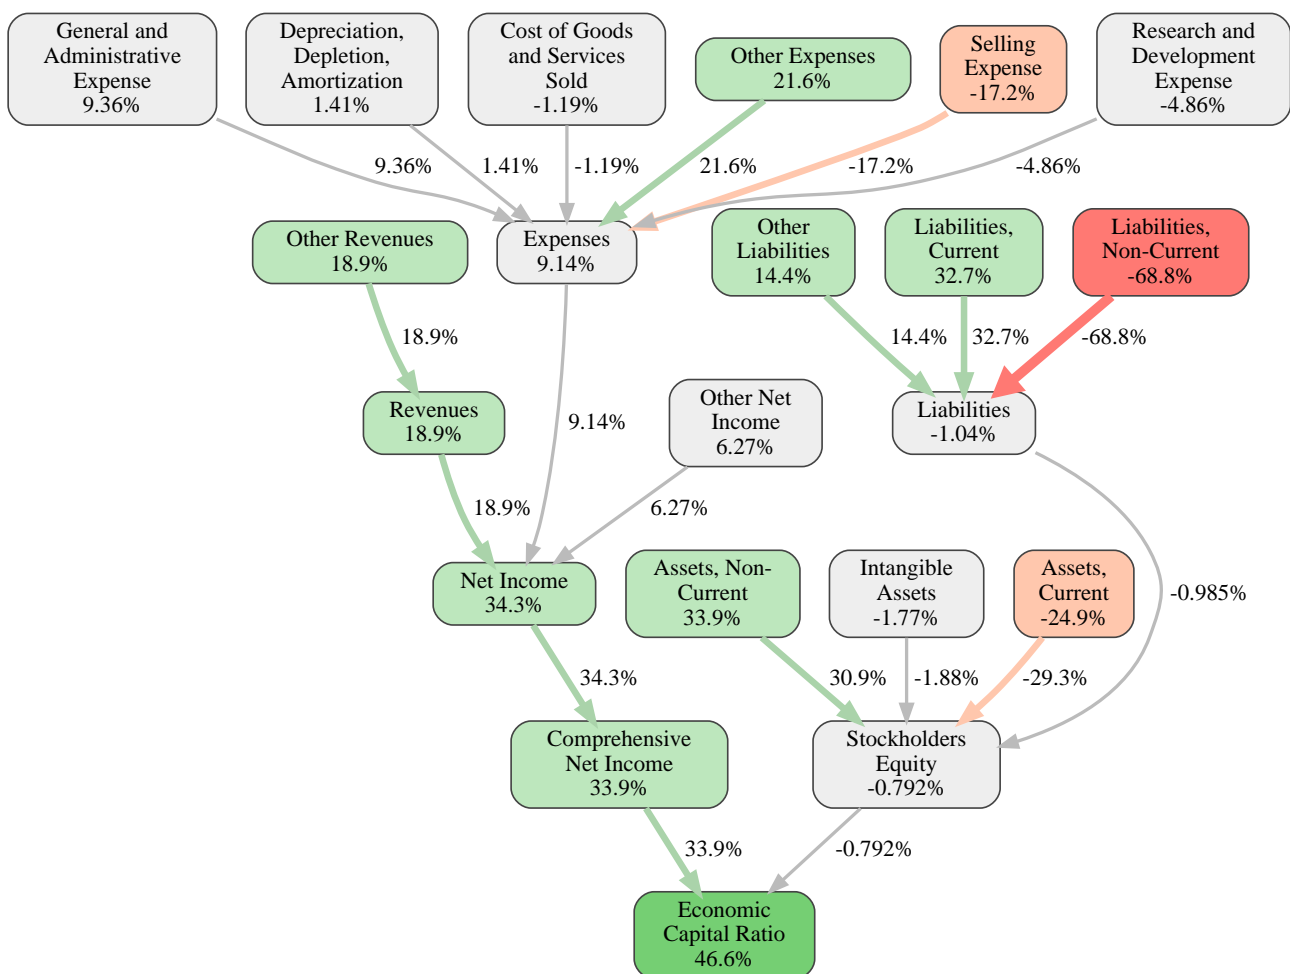 General and
Administrative
Expense
9.36%
Depreciation,
Depletion,
Amortization
1.41%
Cost of Goods
and Services
Sold
-1.19%
Other Expenses
21.6%
Selling
Expense
-17.2%
Research and
Development
Expense
-4.86%
9.36%
1.41%
-1.19%
21.6%
-17.2%
-4.86%
Other Revenues
18.9%
Expenses
9.14%
Other
Liabilities
14.4%
Liabilities,
Current
32.7%
Liabilities,
Non-Current
-68.8%
18.9%
14.4%
32.7%
-68.8%
Revenues
18.9%
9.14%
Other Net
Income
6.27%
Liabilities
-1.04%
18.9%
6.27%
Net Income
34.3%
Assets, Non-
Current
33.9%
Intangible
Assets
-1.77%
Assets,
Current
-24.9%
-0.985%
34.3%
30.9%
-1.88%
-29.3%
Comprehensive
Net Income
33.9%
Stockholders
Equity
-0.792%
33.9%
-0.792%
Economic
Capital Ratio
46.6%